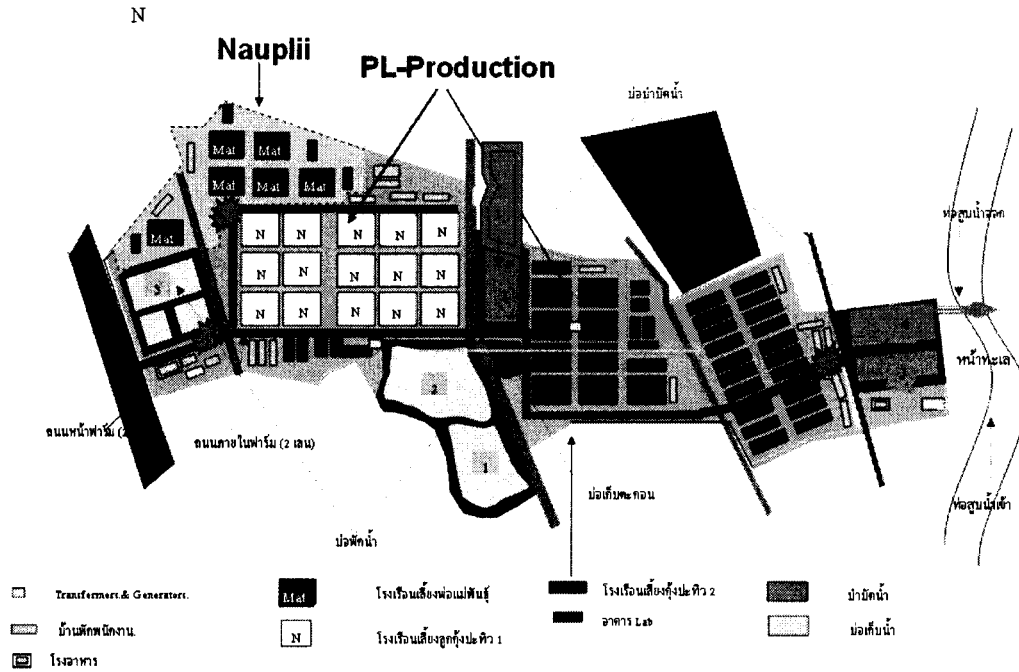 N
Nauplii
PL-Production
บ่อบำบัดน้ำ
Mat Mat
Mat Mat Mat
Mat
ท่อสูบน้ำออก
N N N N N
N N N N N
N N N N N
3
หน้าทะเล
2
1
ถนนหน้าฟาร์ม (2
ถนนภายในฟาร์ม (2 เลน)
บ่อเก็บตะกอน
ท่อสูบน้ำเข้า
บ่อพักน้ำ
Transformers & Generators.
Mat โรงเรือนเลี้ยงพ่อแม่พันธุ์
โรงเรือนเลี้ยงกุ้งปะทิว 2
บำบัดน้ำ
บ้านพักพนักงาน.
N โรงเรือนเลี้ยงลูกกุ้งปะทิว 1
อาคาร Lab
บ่อเก็บน้ำ
โรงอาหาร